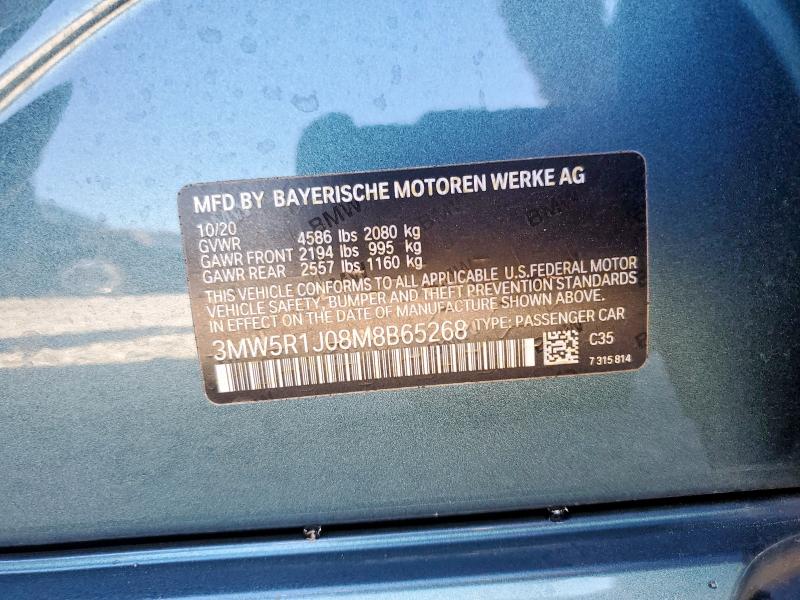 MFD BY BAYERISCHE MOTOREN WERKE AG
10/20
GVWR 4586 lbs 2080 kg
GAWR FRONT 2194 lbs 995 kg
GAWR REAR 2557 lbs 1160 kg
THIS VEHICLE CONFORMS TO ALL APPLICABLE U.S.FEDERAL MOTOR
VEHICLE SAFETY, BUMPER AND THEFT PREVENTION STANDARDS
IN EFFECT ON THE DATE OF MANUFACTURE SHOWN ABOVE.
3MW5R1J08M8B65268 TYPE: PASSENGER CAR
C35
7 315 814